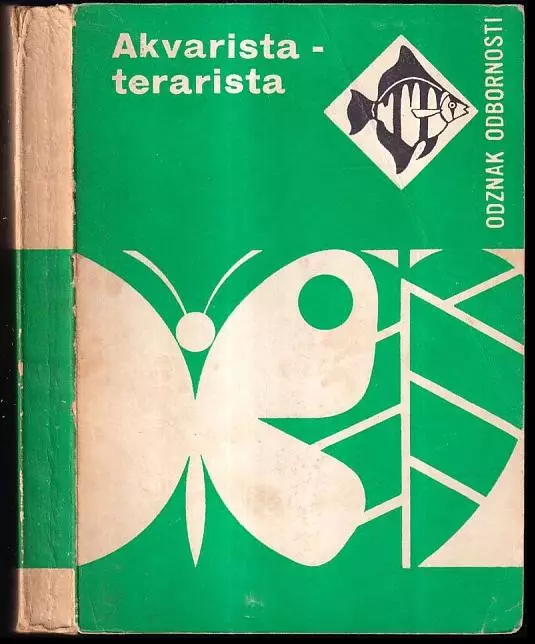 Akvarista -
terarista
ODZNAK ODBORNOSTI